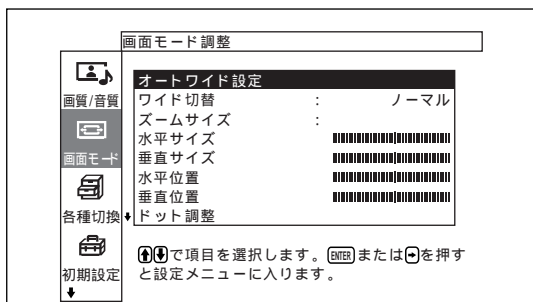 画面モード調整
画質/音質
画面モード
各種切換
初期設定
オートワイド設定
ワイド切替 : ノーマル
ズームサイズ :
水平サイズ
垂直サイズ
水平位置
垂直位置
ドット調整
で項目を選択します。ENTERまたは を押す
と設定メニューに入ります。